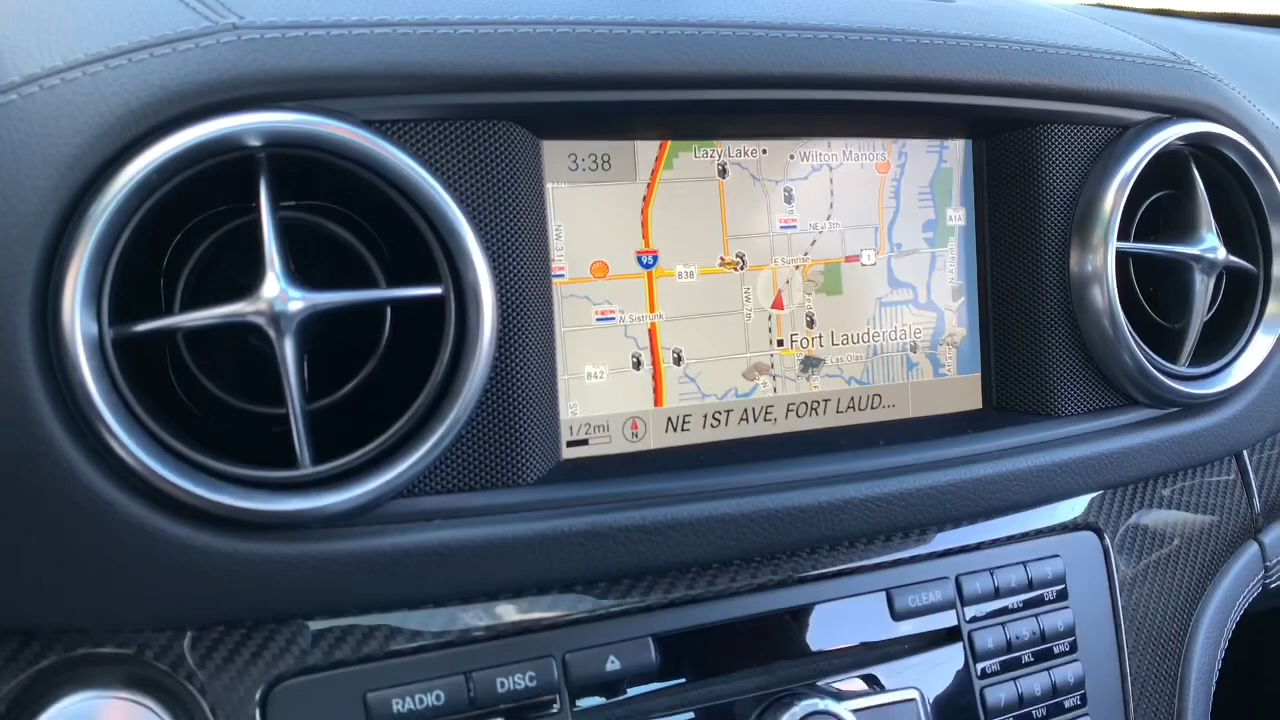 3:38
Lazy Lake
Wilton Manors
A1A
NW 31
NE 13th
95
838
E Sunrise
1
N Atlantic
W. Sistrunk
NW 7th
Fed
Fort Lauderdale
E Las Olas
842
1/2mi
N
NE 1ST AVE, FORT LAUD...
CLEAR
1 2 3
ABC DEF
4 5 6
GHI JKL MNO
7 8 9
TUV WXYZ
RADIO
DISC